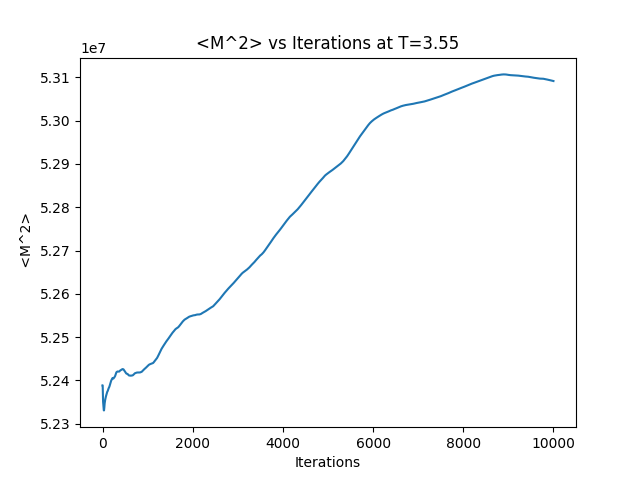 <M^2> vs Iterations at T=3.55
1e7
5.31
5.30
5.29
5.28
5.27
5.26
5.25
5.24
5.23
<M^2>
0 2000 4000 6000 8000 10000
Iterations